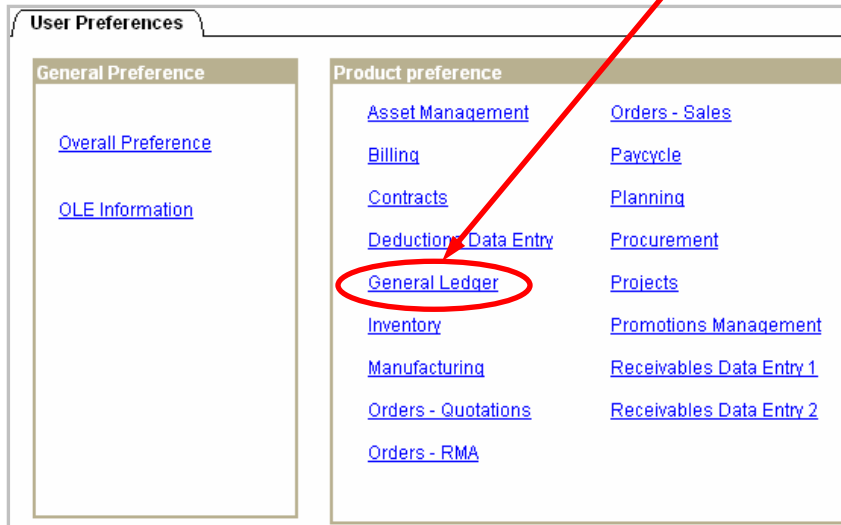 User Preferences
General Preference
Overall Preference
OLE Information
Product preference
Asset Management
Billing
Contracts
Deductions Data Entry
General Ledger
Inventory
Manufacturing
Orders - Quotations
Orders - RMA
Orders - Sales
Paycycle
Planning
Procurement
Projects
Promotions Management
Receivables Data Entry 1
Receivables Data Entry 2